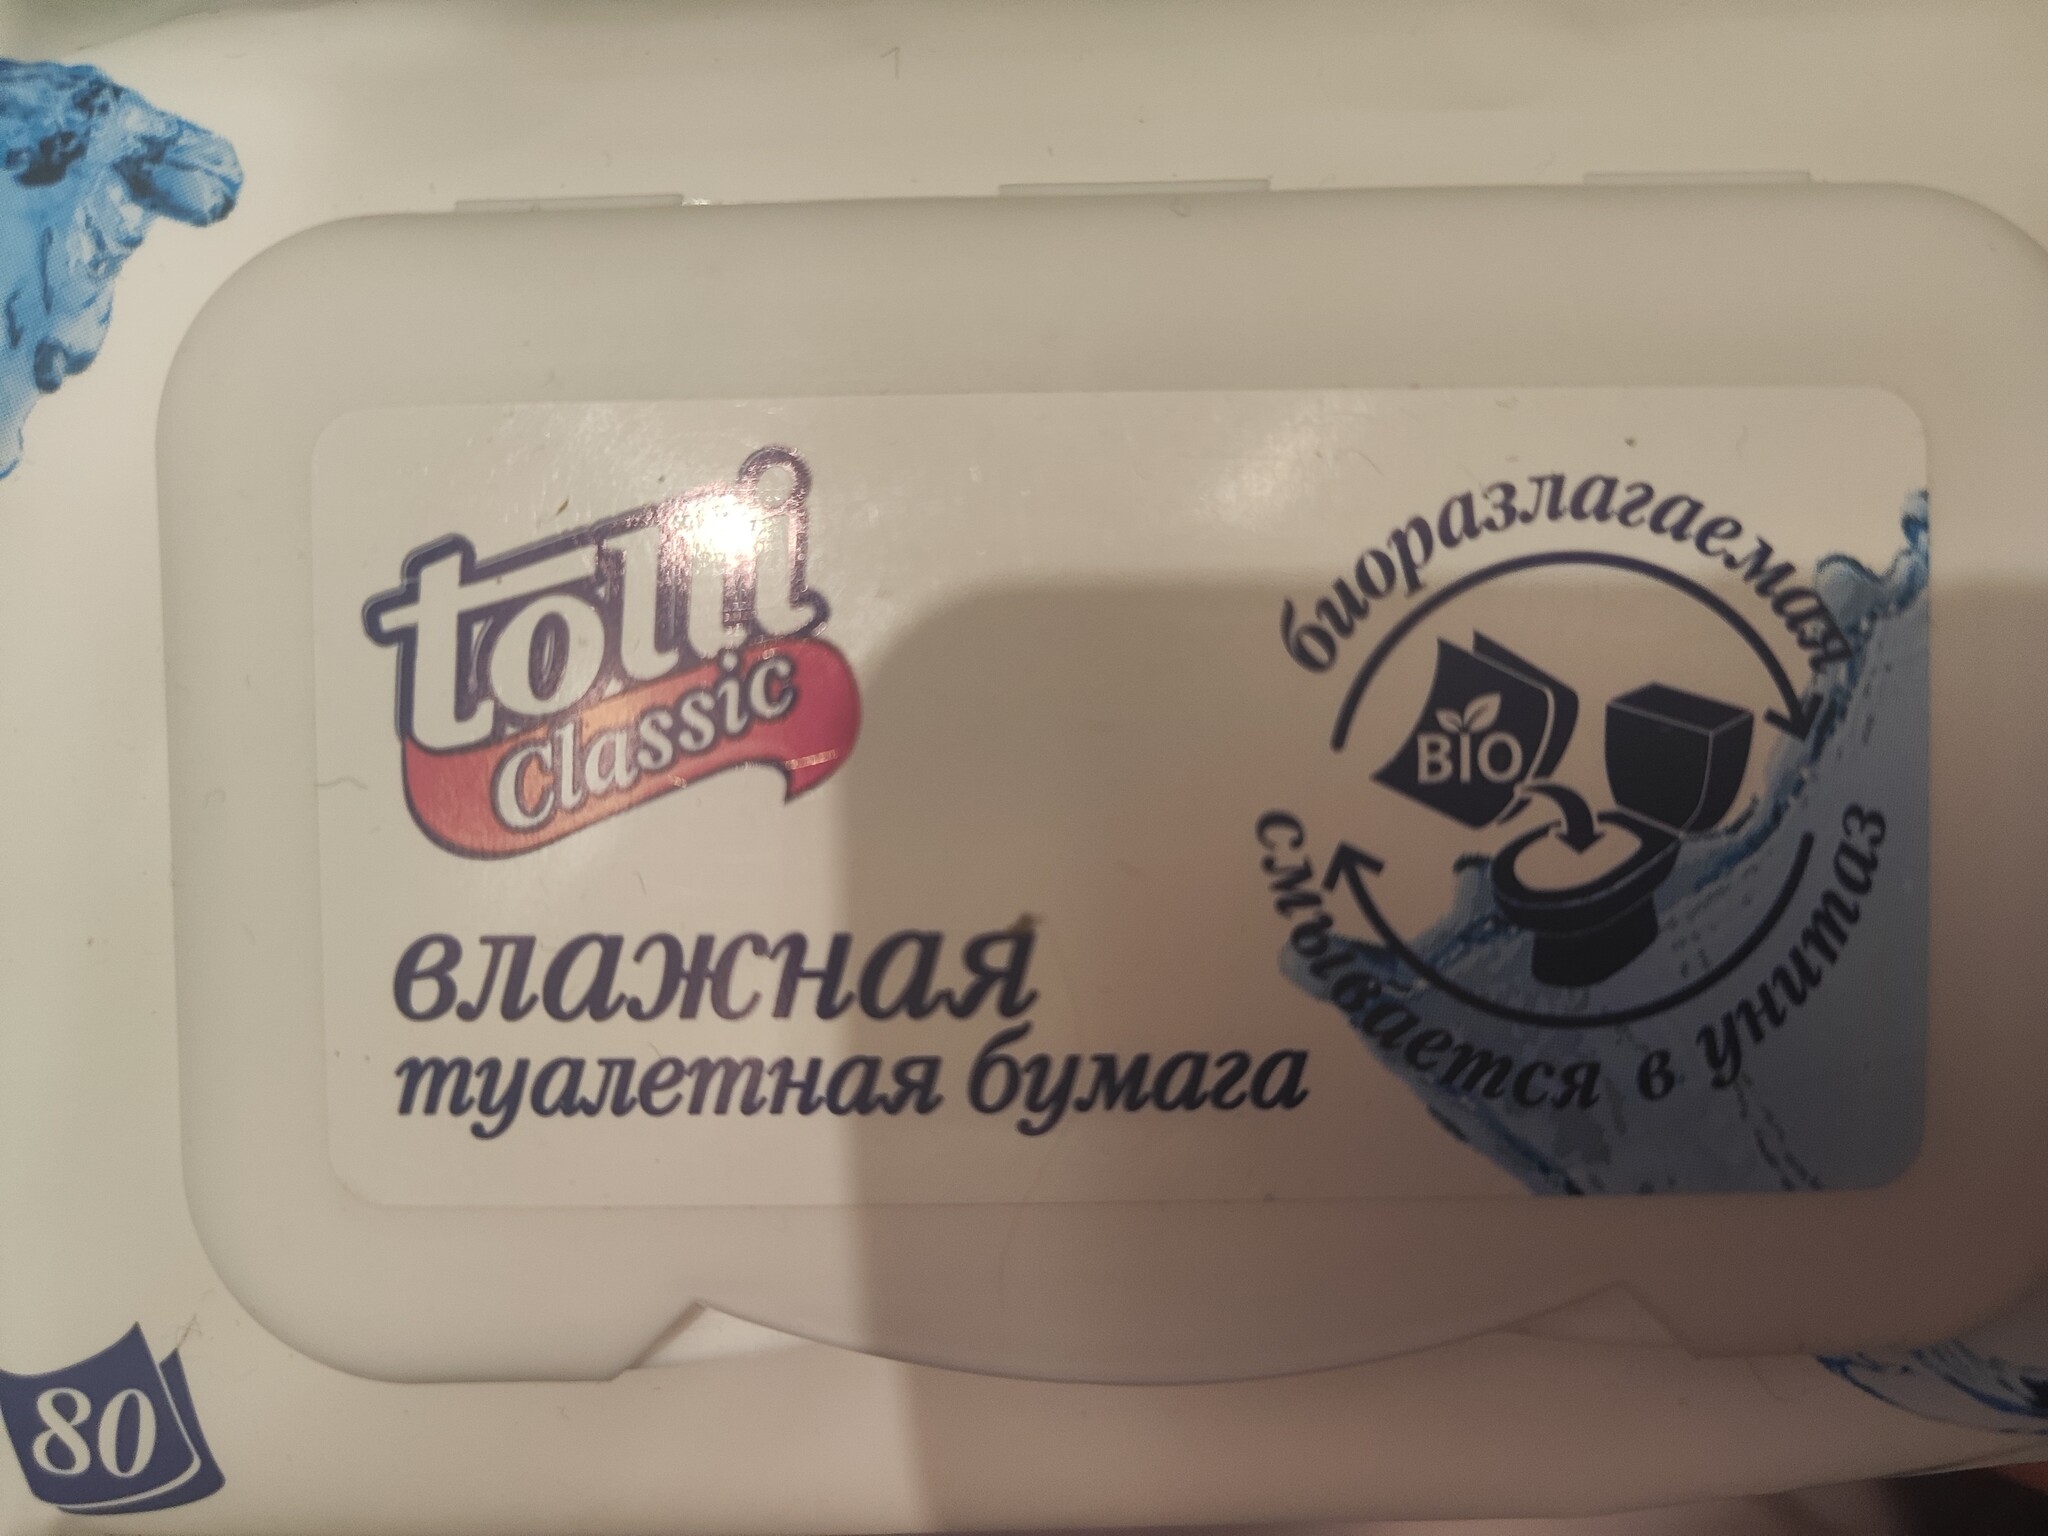 tolli
Classic
влажная
туалетная бумага
биоразлагаемая
BIO
смывается в унитаз
80